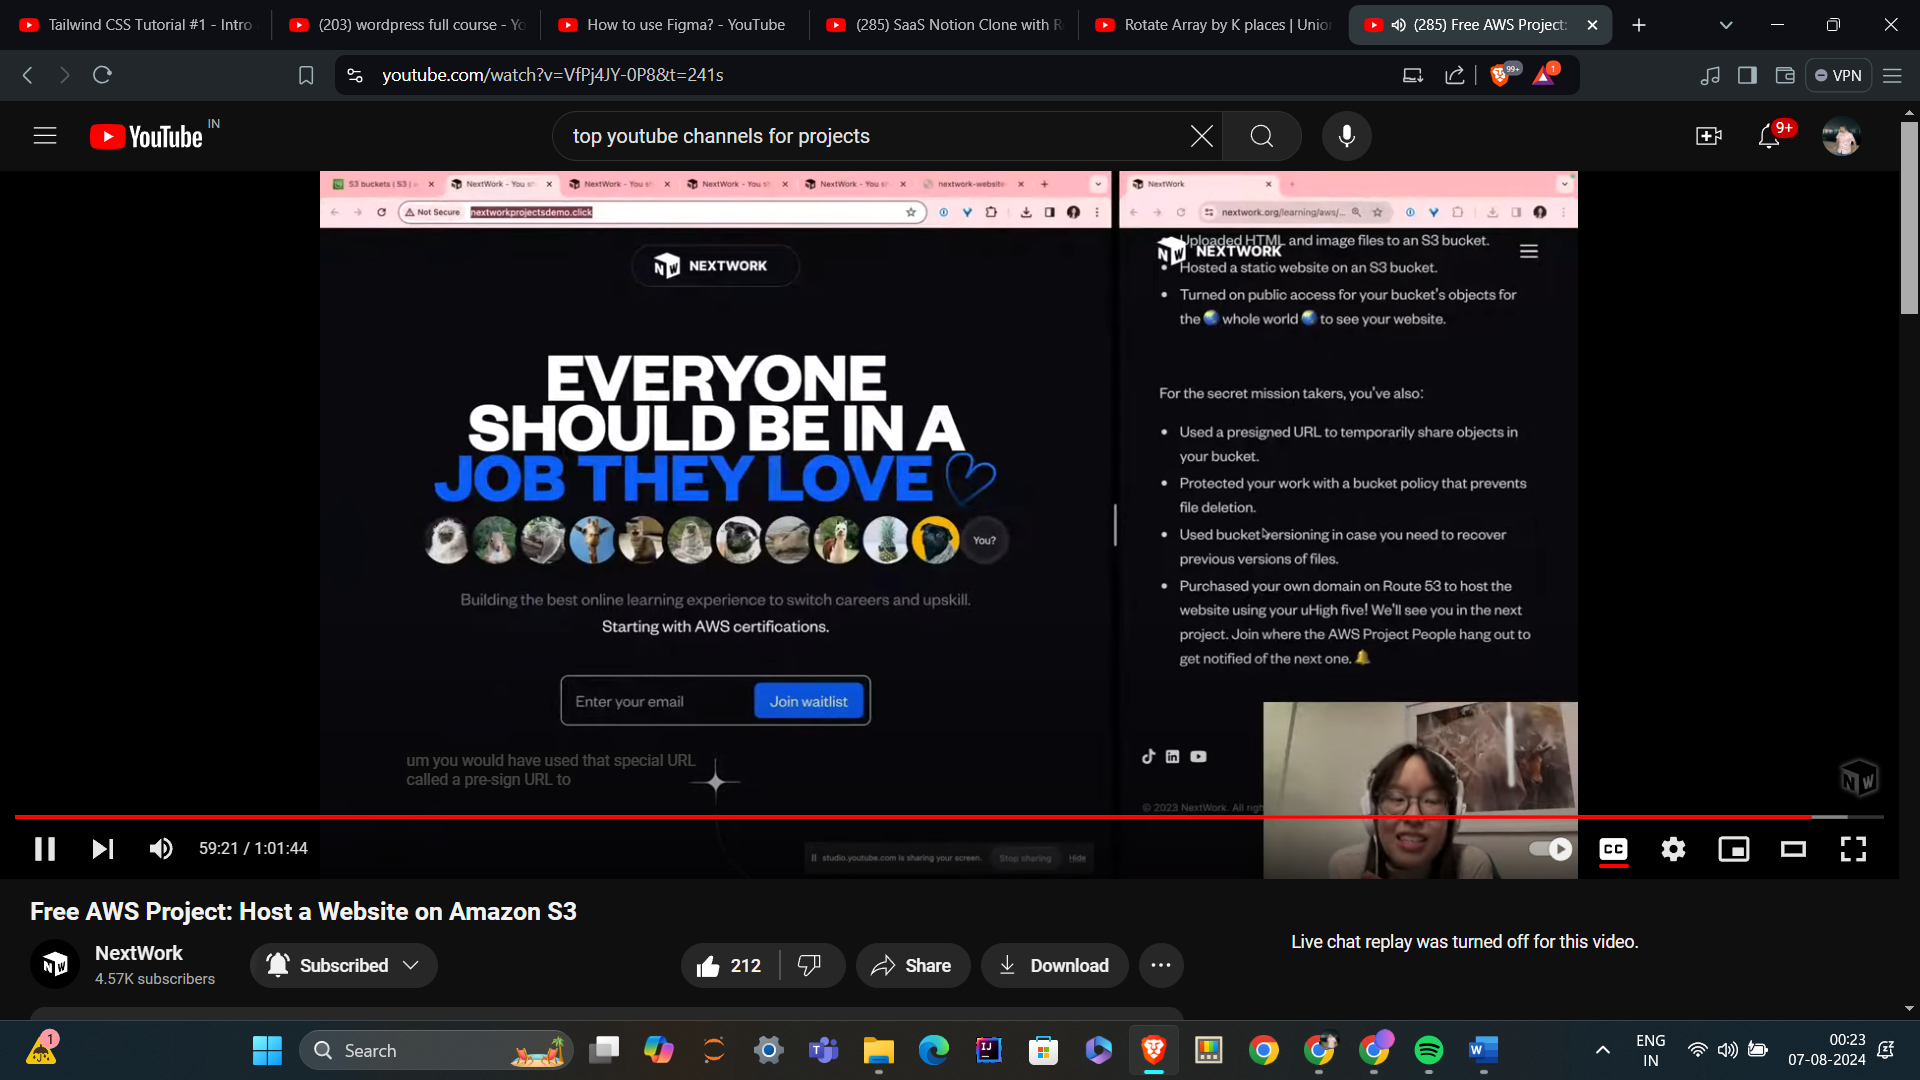 Tailwind CSS Tutorial #1 - Intro
(203) wordpress full course - Yo
How to use Figma? - YouTube
(285) SaaS Notion Clone with R
Rotate Array by K places | Union
(285) Free AWS Project:
youtube.com/watch?v=VfPj4JY-0P8&t=241s
99+
1
VPN
YouTube
IN
top youtube channels for projects
9+
S3 buckets | S3 |
NextWork - You sh
NextWork - You sh
NextWork - You sh
NextWork - You sh
nextwork-website
NextWork
Not Secure
nextworkprojectsdemo.click
nextwork.org/learning/aws/...
NEXTWORK
EVERYONE
SHOULD BE IN A
JOB THEY LOVE
You?
Building the best online learning experience to switch careers and upskill.
Starting with AWS certifications.
Enter your email
Join waitlist
um you would have used that special URL
called a pre-sign URL to
Uploaded HTML and image files to an S3 bucket.
NEXTWORK
Hosted a static website on an S3 bucket.
Turned on public access for your bucket's objects for
the 🌏 whole world 🌏 to see your website.
For the secret mission takers, you've also:
Used a presigned URL to temporarily share objects in
your bucket.
Protected your work with a bucket policy that prevents
file deletion.
Used bucket versioning in case you need to recover
previous versions of files.
Purchased your own domain on Route 53 to host the
website using your uHigh five! We'll see you in the next
project. Join where the AWS Project People hang out to
get notified of the next one. 🔔
© 2023 NextWork. All righ
studio.youtube.com is sharing your screen.
Stop sharing
Hide
59:21 / 1:01:44
CC
Free AWS Project: Host a Website on Amazon S3
NextWork
4.57K subscribers
Subscribed
212
Share
Download
Live chat replay was turned off for this video.
1
Search
ENG
IN
00:23
07-08-2024